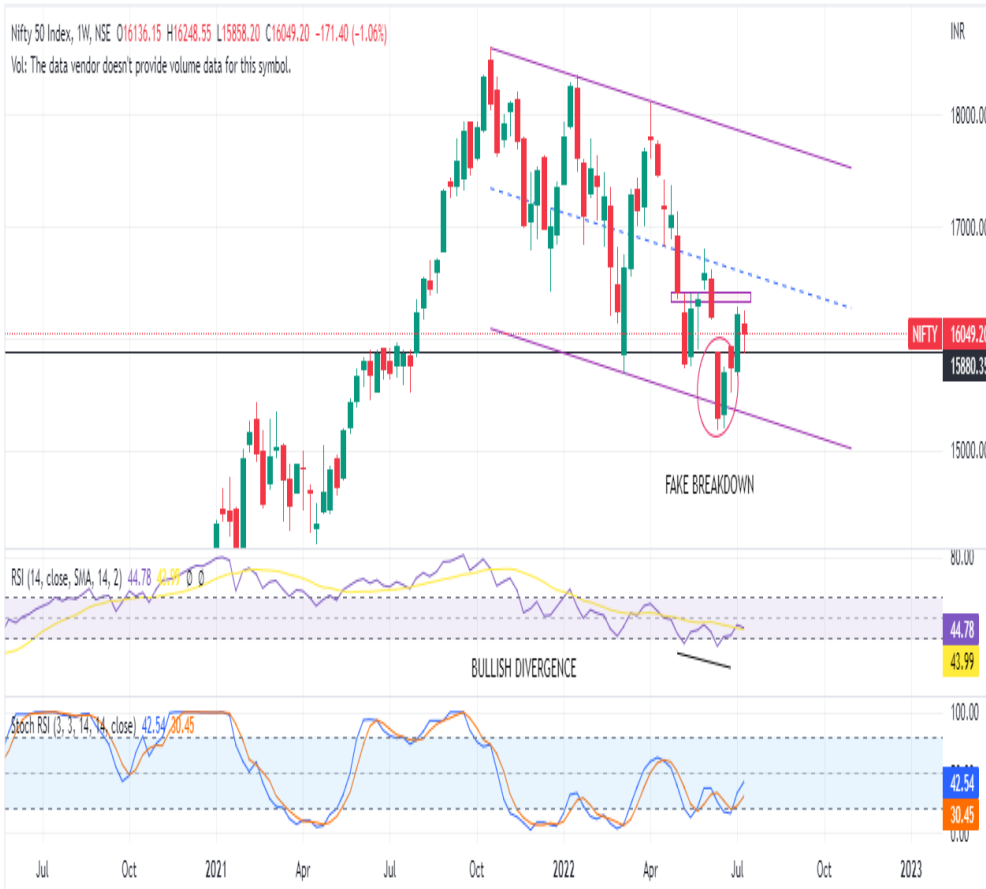 Nifty 50 Index, 1W, NSE O16136.15 H16248.55 L15858.20 C16049.20 −171.40 (−1.06%)
INR
Vol: The data vendor doesn't provide volume data for this symbol.
18000.00
17000.00
NIFTY 16049.20
15880.35
15000.00
FAKE BREAKDOWN
80.00
RSI (14, close, SMA, 14, 2) 44.78 43.99 Ø Ø
44.78
43.99
BULLISH DIVERGENCE
100.00
Stoch RSI (3, 3, 14, 14, close) 42.54 30.45
42.54
30.45
0.00
Jul Oct 2021 Apr Jul Oct 2022 Apr Jul Oct 2023